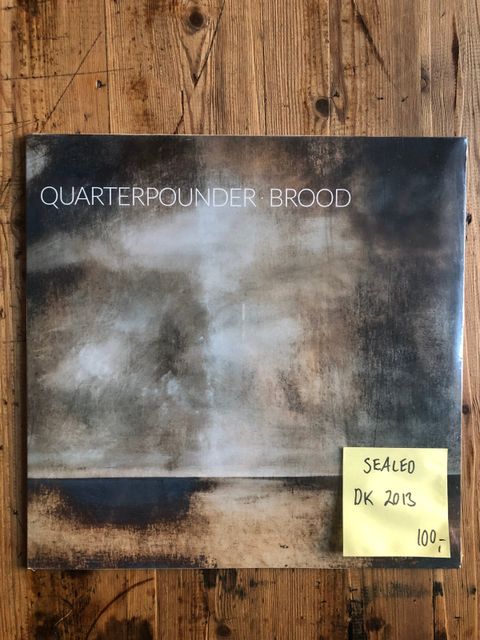 QUARTERPOUNDER · BROOD
SEALED
DK 2013
100,-